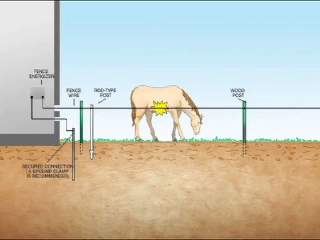 FENCE
ENERGIZER
FENCE
WIRE
ROD-TYPE
POST
WOOD
POST
SECURED CONNECTION
(A GROUND CLAMP
IS RECOMMENDED)